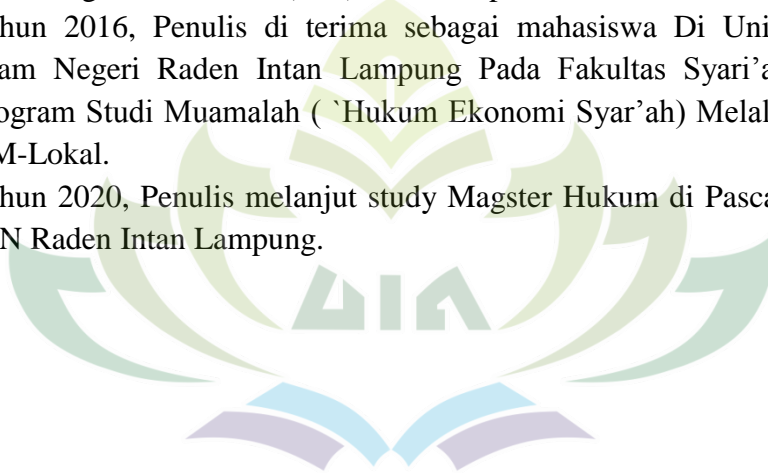 hun 2016, Penulis di terima sebagai mahasiswa Di Uni
am Negeri Raden Intan Lampung Pada Fakultas Syari'a
ogram Studi Muamalah ( `Hukum Ekonomi Syar'ah) Melal
M-Lokal.
hun 2020, Penulis melanjut study Magster Hukum di Pasca
N Raden Intan Lampung.
UIN